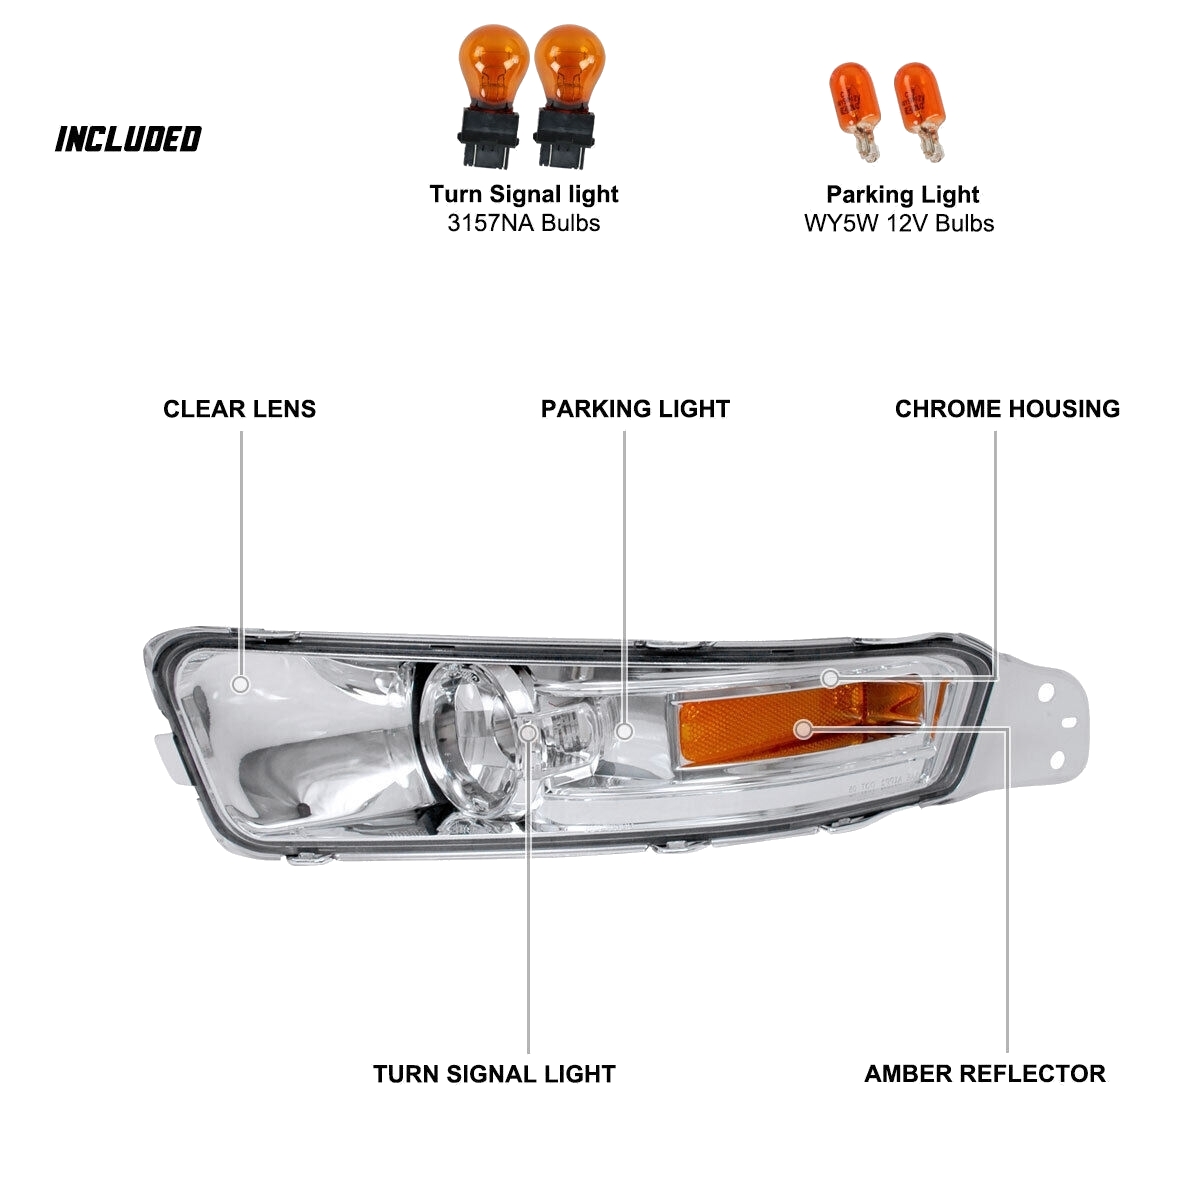 INCLUDED
Turn Signal light
3157NA Bulbs
Parking Light
WY5W 12V Bulbs
CLEAR LENS
PARKING LIGHT
CHROME HOUSING
TURN SIGNAL LIGHT
AMBER REFLECTOR